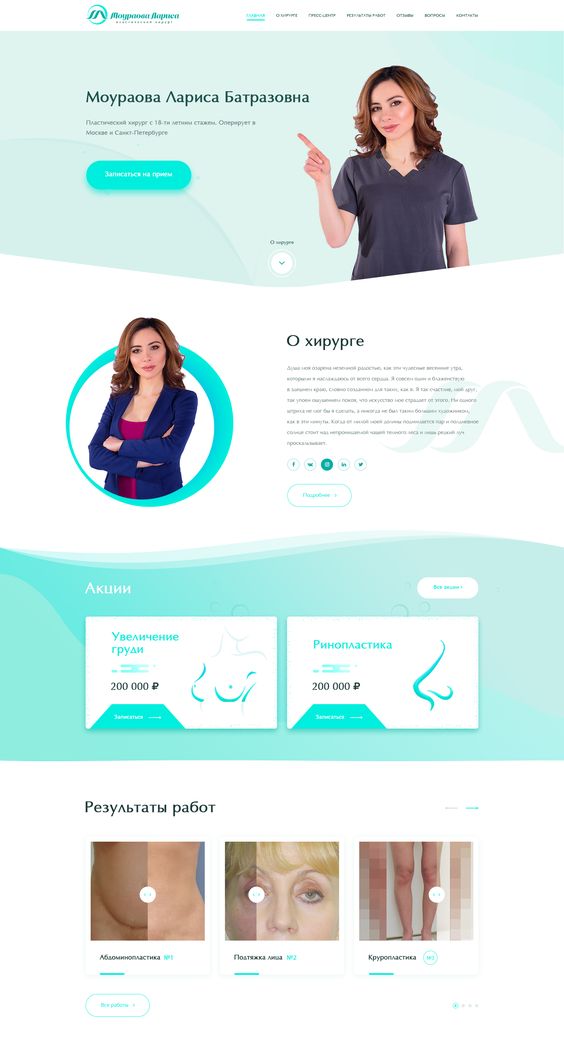 Моураова Лариса
пластический хирург
ГЛАВНАЯ О ХИРУРГЕ ПРЕСС-ЦЕНТР РЕЗУЛЬТАТЫ РАБОТ ОТЗЫВЫ ВОПРОСЫ КОНТАКТЫ
Моураова Лариса Батразовна
Пластический хирург с 18-ти летним стажем. Оперирует в
Москве и Санкт-Петербурге
Записаться на прием
О хирурге
О хирурге
Душа моя озарена неземной радостью, как эти чудесные весенние утра,
которыми я наслаждаюсь от всего сердца. Я совсем один и блаженствую
в здешнем краю, словно созданном для таких, как я. Я так счастлив, мой друг,
так упоен ощущением покоя, что искусство мое страдает от этого. Ни одного
штриха не мог бы я сделать, а никогда не был таким большим художником,
как в эти минуты. Когда от милой моей долины поднимается пар и полдневное
солнце стоит над непроницаемой чащей темного леса и лишь редкий луч
проскальзывает
Подробнее
Акции
Все акции
Увеличение
груди
200 000 ₽
Записаться
Ринопластика
200 000 ₽
Записаться
Результаты работ
Абдоминопластика №1
Подтяжка лица №2
Круропластика №3
Все работы